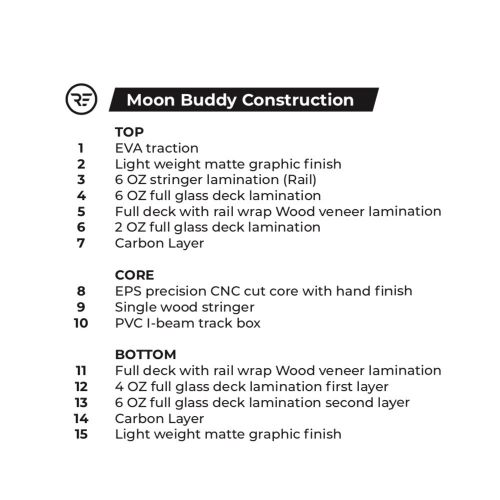 RF
Moon Buddy Construction
TOP
1 EVA traction
2 Light weight matte graphic finish
3 6 OZ stringer lamination (Rail)
4 6 OZ full glass deck lamination
5 Full deck with rail wrap Wood veneer lamination
6 2 OZ full glass deck lamination
7 Carbon Layer
CORE
8 EPS precision CNC cut core with hand finish
9 Single wood stringer
10 PVC I-beam track box
BOTTOM
11 Full deck with rail wrap Wood veneer lamination
12 4 OZ full glass deck lamination first layer
13 6 OZ full glass deck lamination second layer
14 Carbon Layer
15 Light weight matte graphic finish